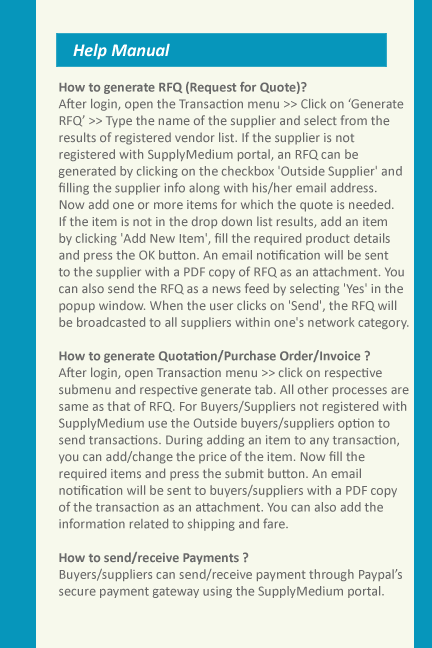 Help Manual
How to generate RFQ (Request for Quote)?
After login, open the Transaction menu >> Click on ‘Generate
RFQ’ >> Type the name of the supplier and select from the
results of registered vendor list. If the supplier is not
registered with SupplyMedium portal, an RFQ can be
generated by clicking on the checkbox 'Outside Supplier' and
filling the supplier info along with his/her email address.
Now add one or more items for which the quote is needed.
If the item is not in the drop down list results, add an item
by clicking 'Add New Item', fill the required product details
and press the OK button. An email notification will be sent
to the supplier with a PDF copy of RFQ as an attachment. You
can also send the RFQ as a news feed by selecting 'Yes' in the
popup window. When the user clicks on 'Send', the RFQ will
be broadcasted to all suppliers within one's network category.
How to generate Quotation/Purchase Order/Invoice ?
After login, open Transaction menu >> click on respective
submenu and respective generate tab. All other processes are
same as that of RFQ. For Buyers/Suppliers not registered with
SupplyMedium use the Outside buyers/suppliers option to
send transactions. During adding an item to any transaction,
you can add/change the price of the item. Now fill the
required items and press the submit button. An email
notification will be sent to buyers/suppliers with a PDF copy
of the transaction as an attachment. You can also add the
information related to shipping and fare.
How to send/receive Payments ?
Buyers/suppliers can send/receive payment through Paypal’s
secure payment gateway using the SupplyMedium portal.